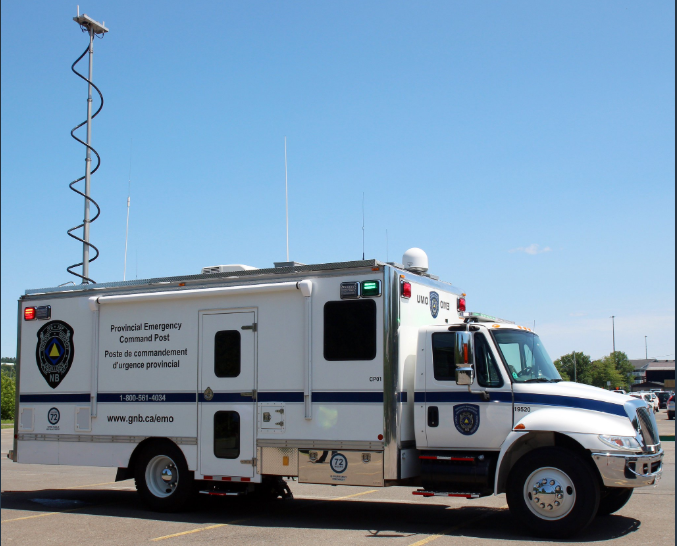 OMU
EMO
Provincial Emergency
Command Post
Poste de commandement
d'urgence provincial
NB
CP01
1-800-561-4034
19520
www.gnb.ca/emo
72
72